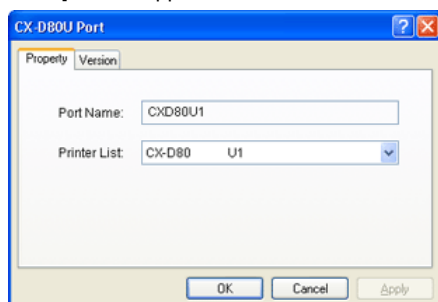 CX-D80U Port
Property Version
Port Name: CXD80U1
Printer List: CX-D80 U1
OK Cancel Apply